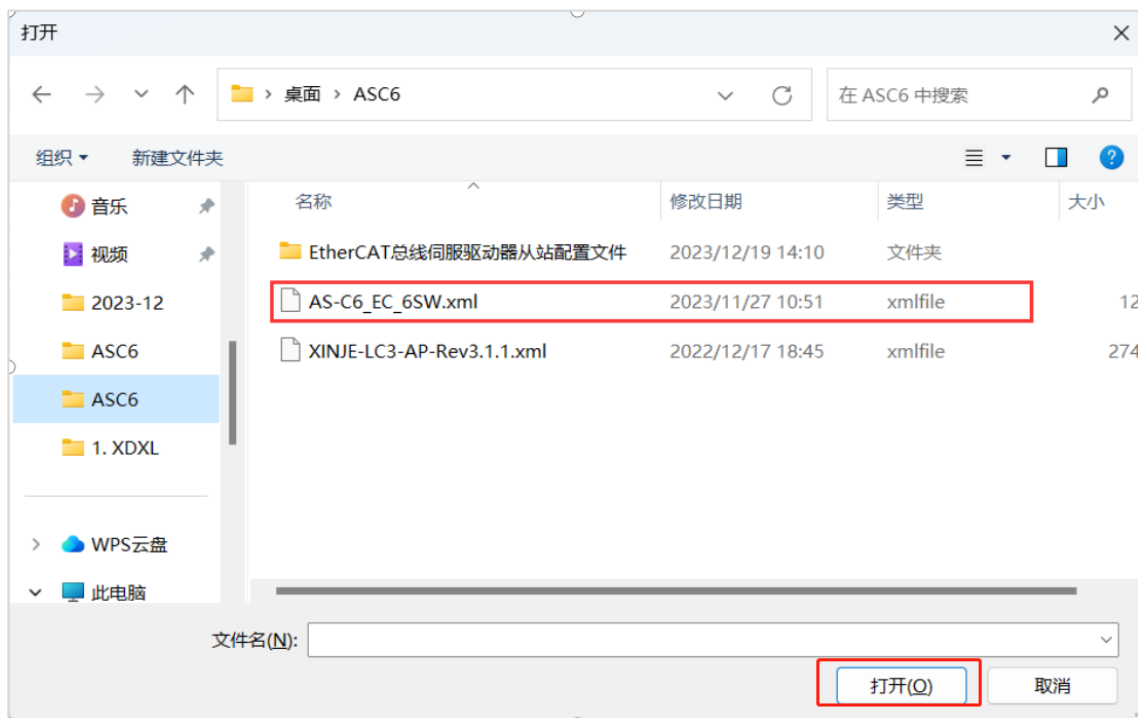 打开
桌面 > ASC6
在 ASC6 中搜索
组织 新建文件夹
名称 修改日期 类型 大小
音乐
视频
2023-12
ASC6
ASC6
1. XDXL
WPS云盘
此电脑
EtherCAT总线伺服驱动器从站配置文件 2023/12/19 14:10 文件夹
AS-C6_EC_6SW.xml 2023/11/27 10:51 xmlfile 12
XINJE-LC3-AP-Rev3.1.1.xml 2022/12/17 18:45 xmlfile 274
文件名(N):
打开(O) 取消